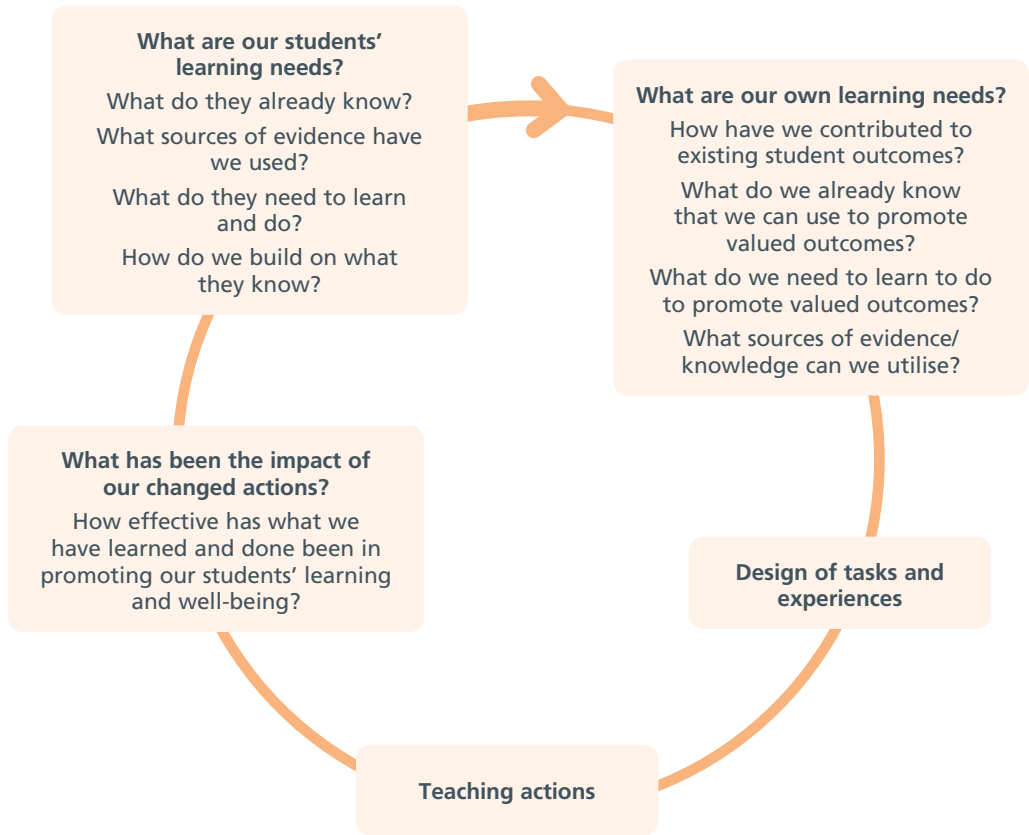 What are our students’
learning needs?
What do they already know?
What sources of evidence have
we used?
What do they need to learn
and do?
How do we build on what
they know?
What are our own learning needs?
How have we contributed to
existing student outcomes?
What do we already know
that we can use to promote
valued outcomes?
What do we need to learn to do
to promote valued outcomes?
What sources of evidence/
knowledge can we utilise?
Design of tasks and
experiences
Teaching actions
What has been the impact of
our changed actions?
How effective has what we
have learned and done been in
promoting our students’ learning
and well-being?